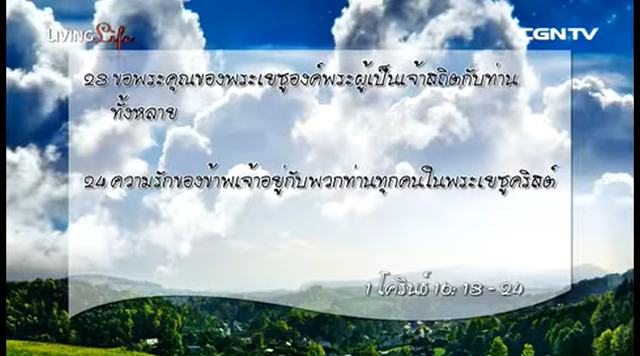 LIVING Life
CGNTV
23 ขอพระคุณของพระเยซูองค์พระผู้เป็นเจ้าสถิตกับท่าน
ทั้งหลาย
24 ความรักของข้าพเจ้าอยู่กับพวกท่านทุกคนในพระเยซูคริสต์
1 โครินธ์ 16: 13 - 24